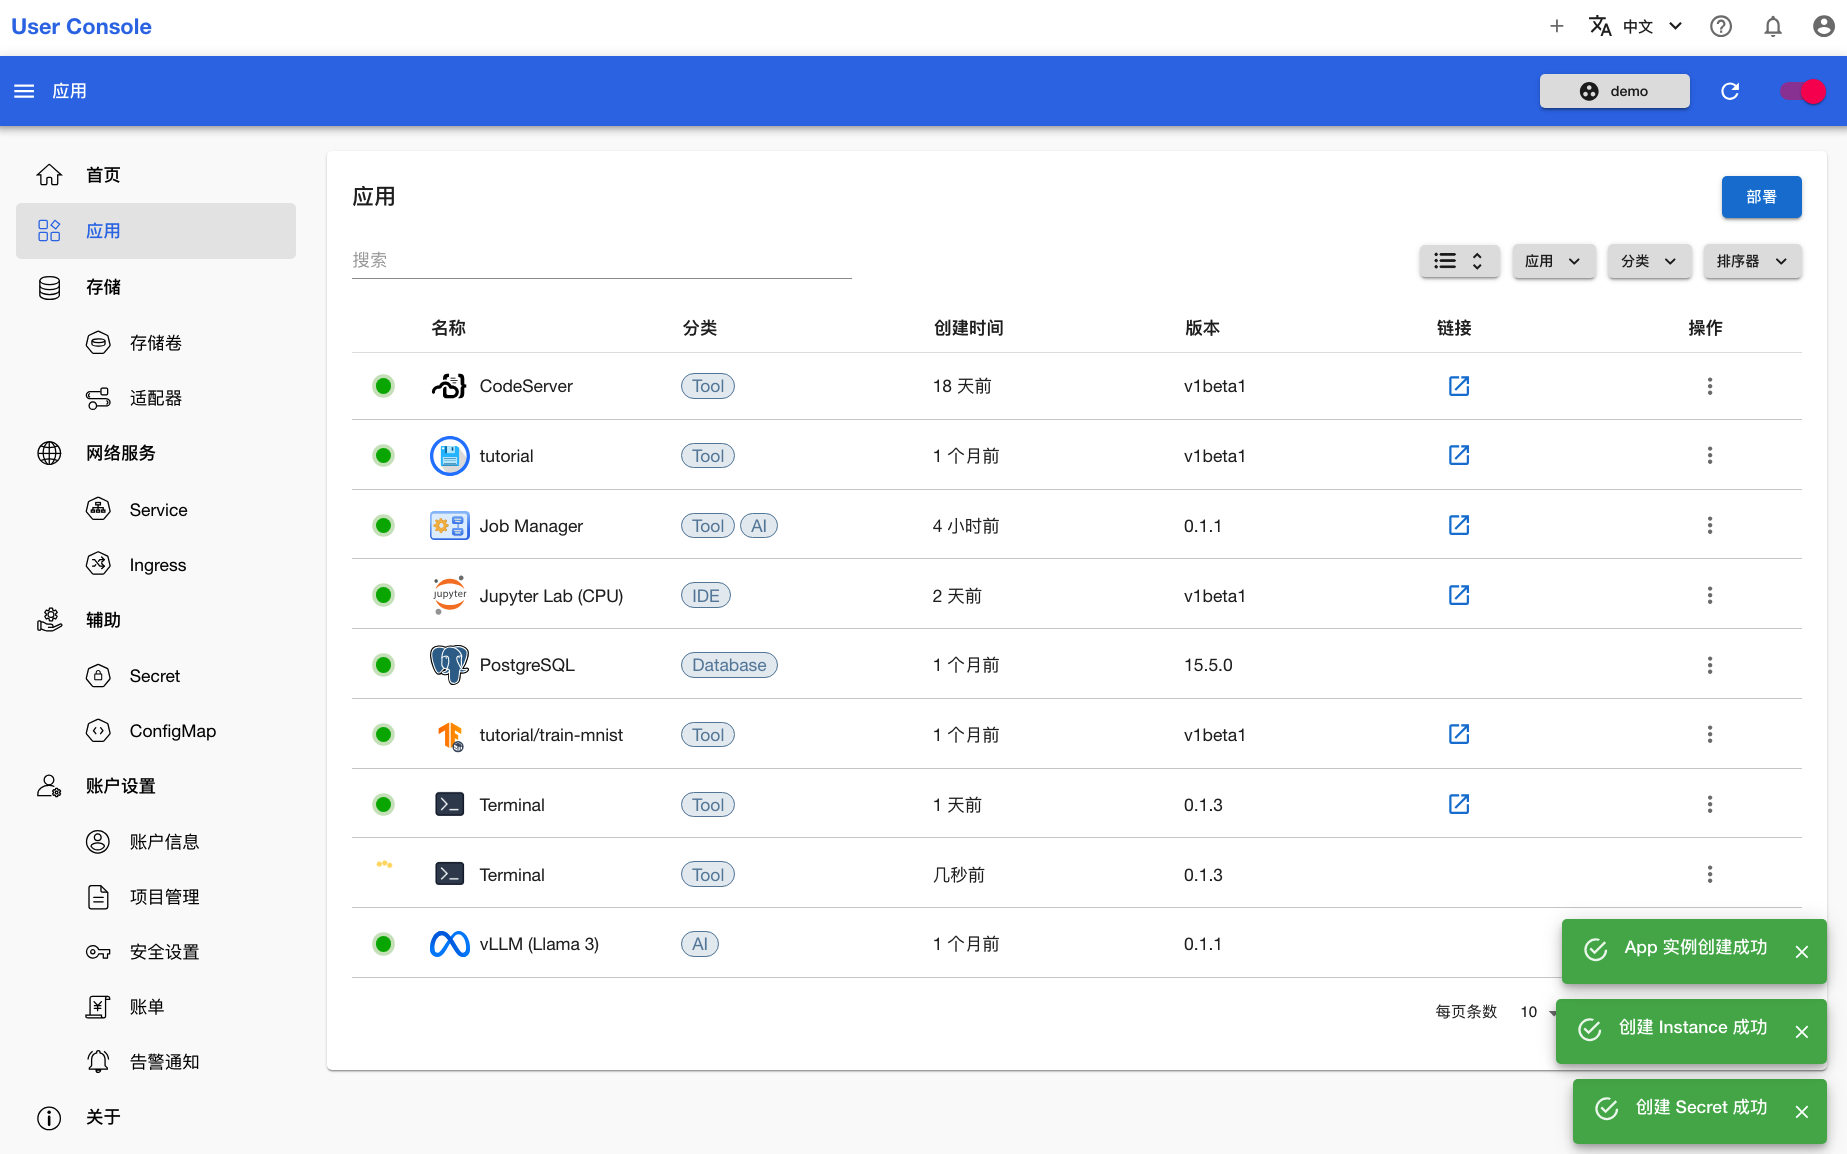 User Console
中文
应用
demo
首页
应用
存储
存储卷
适配器
网络服务
Service
Ingress
辅助
Secret
ConfigMap
账户设置
账户信息
项目管理
安全设置
账单
告警通知
关于
应用
部署
搜索
应用
分类
排序器
名称 分类 创建时间 版本 链接 操作
CodeServer Tool 18 天前 v1beta1
tutorial Tool 1 个月前 v1beta1
Job Manager Tool AI 4 小时前 0.1.1
jupyter Jupyter Lab (CPU) IDE 2 天前 v1beta1
PostgreSQL Database 1 个月前 15.5.0
tutorial/train-mnist Tool 1 个月前 v1beta1
Terminal Tool 1 天前 0.1.3
Terminal Tool 几秒前 0.1.3
vLLM (Llama 3) AI 1 个月前 0.1.1
每页条数 10
App 实例创建成功
创建 Instance 成功
创建 Secret 成功